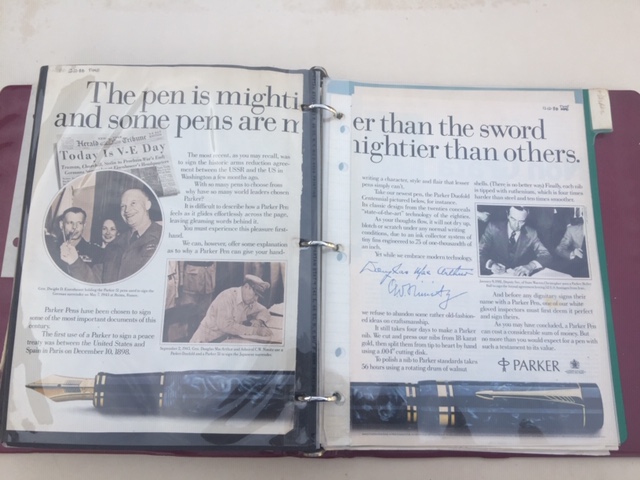 The pen is mighti
and some pens are m
Herald Tribune
Today Is V-E Day
The most recent, as you may recall, was
to sign the historic arms reduction agree-
ment between the USSR and the US in
Washington a few months ago.
With so many pens to choose from
why have so many world leaders chosen
Parker?
It is difficult to describe how a Parker Pen
feels as it glides effortlessly across the page,
leaving gleaming words behind it.
You must experience this pleasure first-
hand.
We can, however, offer some explanation
as to why a Parker Pen can give your hand-
Parker Pens have been chosen to sign
some of the most important documents of this
century.
The first use of a Parker to sign a peace
treaty was between the United States and
Spain in Paris on December 10, 1898.
er than the sword
nightier than others.
writing a character, style and flair that lesser
pens simply can't.
Take our newest pen, the Parker Duofold
Centennial pictured below, for instance.
Its classic design from the twenties conceals
"state-of-the-art" technology of the eighties.
As your thoughts flow, it will not dry up,
blotch or scratch under any normal writing
conditions, due to an ink collector system of
tiny fins engineered to 75 of one-thousandth of
an inch.
Yet while we embrace modern technology,
Douglas MacArthur
CW Nimitz
we refuse to abandon some rather old-fashion-
ed ideas on craftsmanship.
It still takes four days to make a Parker
nib. We cut and press our nibs from 18 karat
gold, then split them from tip to heart by hand
using a .004" cutting disk.
To polish a nib to Parker standards takes
56 hours using a rotating drum of walnut
shells. (There is no better way.) Finally, each nib
is tipped with ruthenium, which is four times
harder than steel and ten times smoother.
And before any dignitary signs their
name with a Parker Pen, one of our white
gloved inspectors must first deem it perfect
and sign theirs.
As you may have concluded, a Parker Pen
can cost a considerable sum of money. But
no more than you would expect for a pen with
such a testament to its value.
PARKER